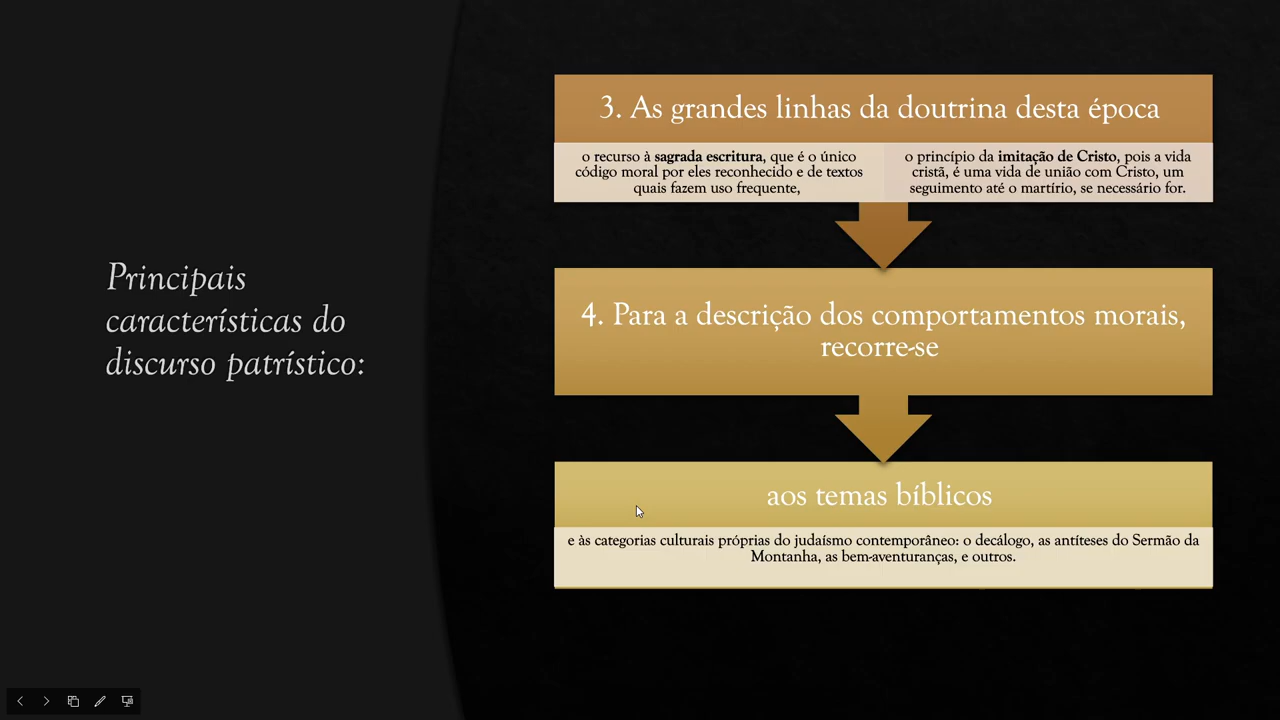 Principais
características do
discurso patrístico:
3. As grandes linhas da doutrina desta época
o recurso à sagrada escritura, que é o único
código moral por eles reconhecido e de textos
quais fazem uso frequente,
o princípio da imitação de Cristo, pois a vida
cristã, é uma vida de união com Cristo, um
seguimento até o martírio, se necessário for.
4. Para a descrição dos comportamentos morais,
recorre-se
aos temas bíblicos
e às categorias culturais próprias do judaísmo contemporâneo: o decálogo, as antíteses do Sermão da
Montanha, as bem-aventuranças, e outros.